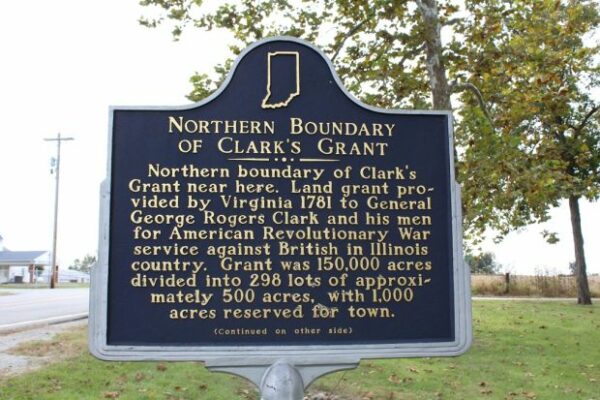 NORTHERN BOUNDARY
OF CLARK'S GRANT
Northern boundary of Clark's
Grant near here. Land grant pro-
vided by Virginia 1781 to General
George Rogers Clark and his men
for American Revolutionary War
service against British in Illinois
country. Grant was 150,000 acres
divided into 298 lots of approxi-
mately 500 acres, with 1,000
acres reserved for town.
(Continued on other side)